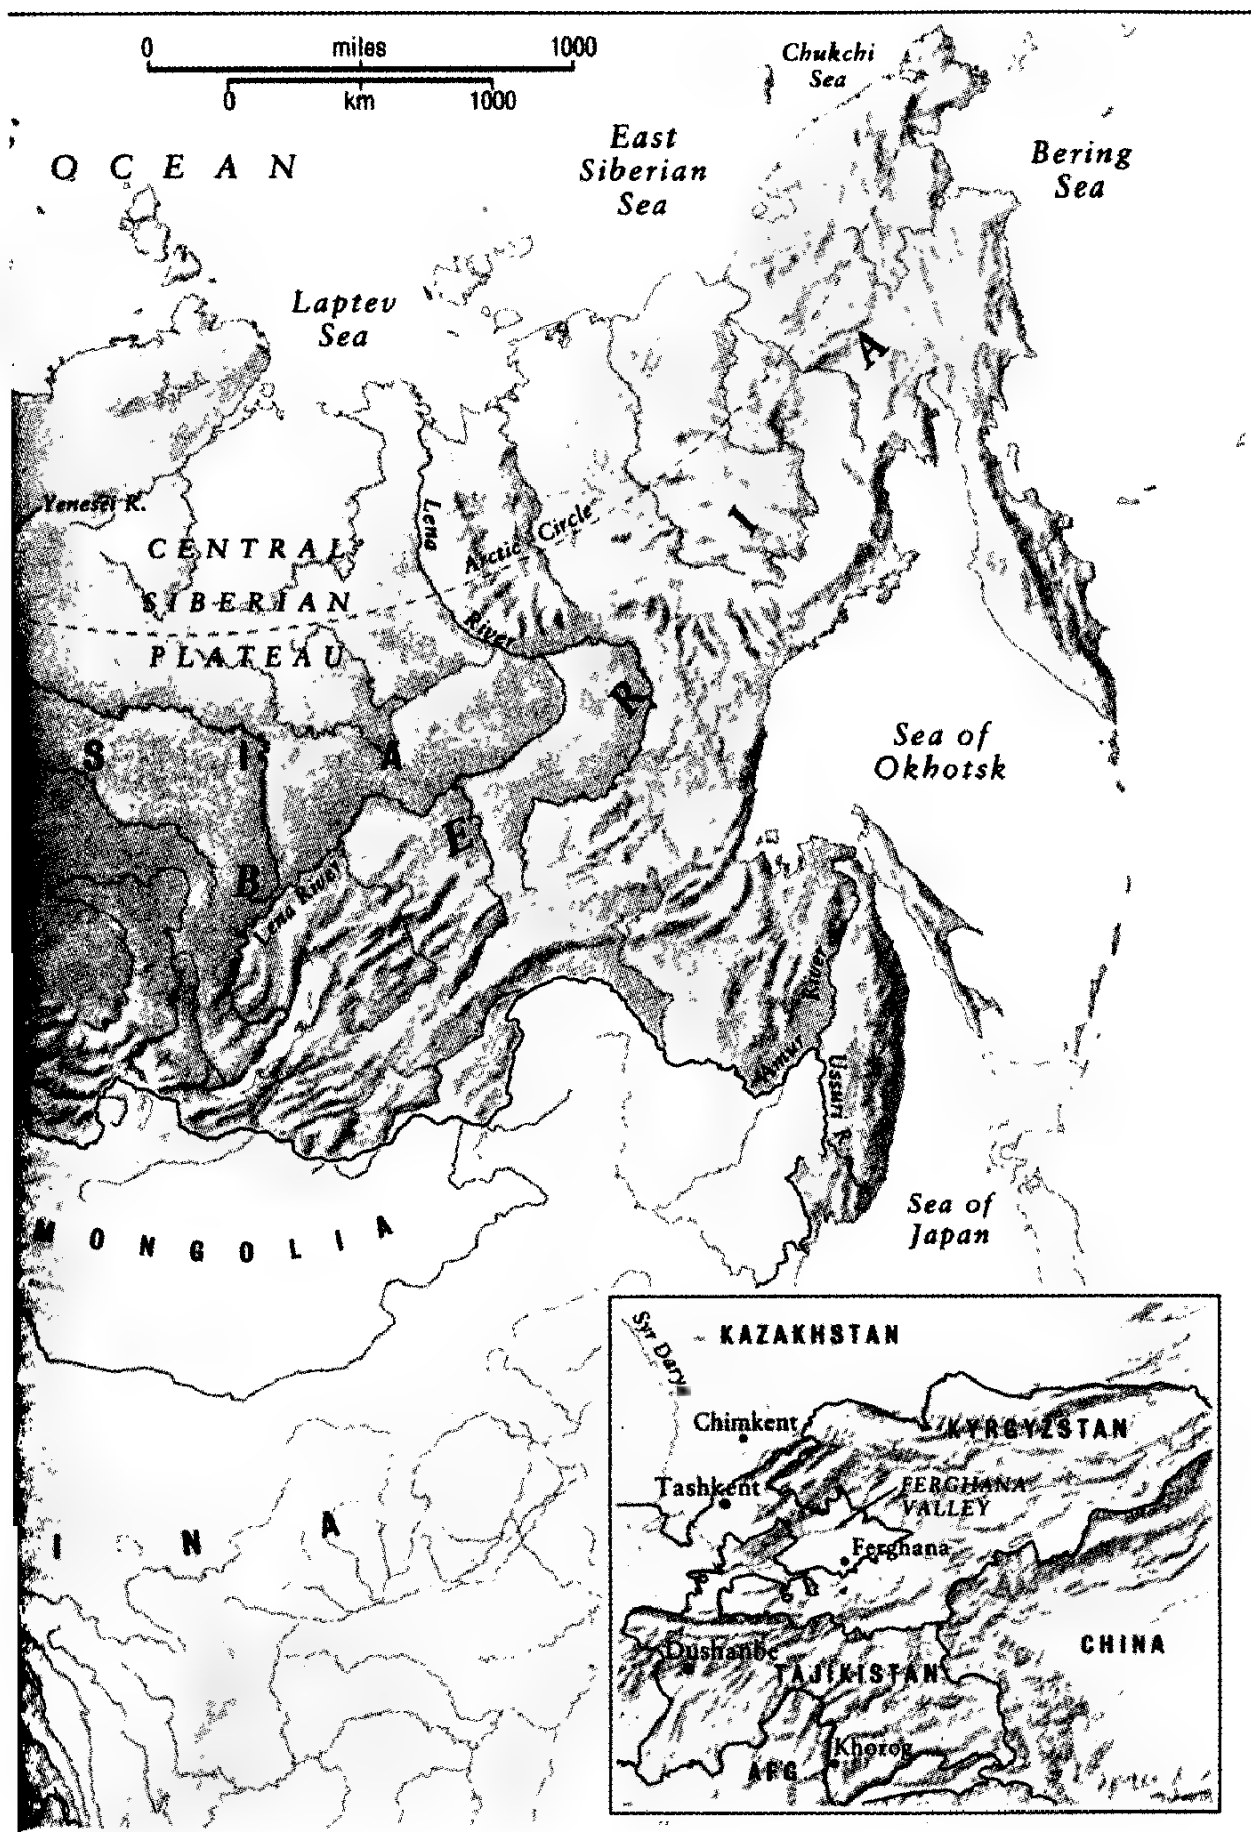 0 miles 1000
0 km 1000
Chukchi
Sea
East
Siberian
Sea
Bering
Sea
OCEAN
Laptev
Sea
A
Yenesei R.
Lena
River
Arctic Circle
I
CENTRAL
SIBERIAN
PLATEAU
R
S I A
Sea of
Okhotsk
E
B
Lena River
Amur River
Ussuri R.
MONGOLIA
Sea of
Japan
I N A
Syr Darya
KAZAKHSTAN
Chimkent
KYRGYZSTAN
Tashkent
FERGHANA
VALLEY
Ferghana
CHINA
Dushanbe
TAJIKISTAN
Khorog
AFG